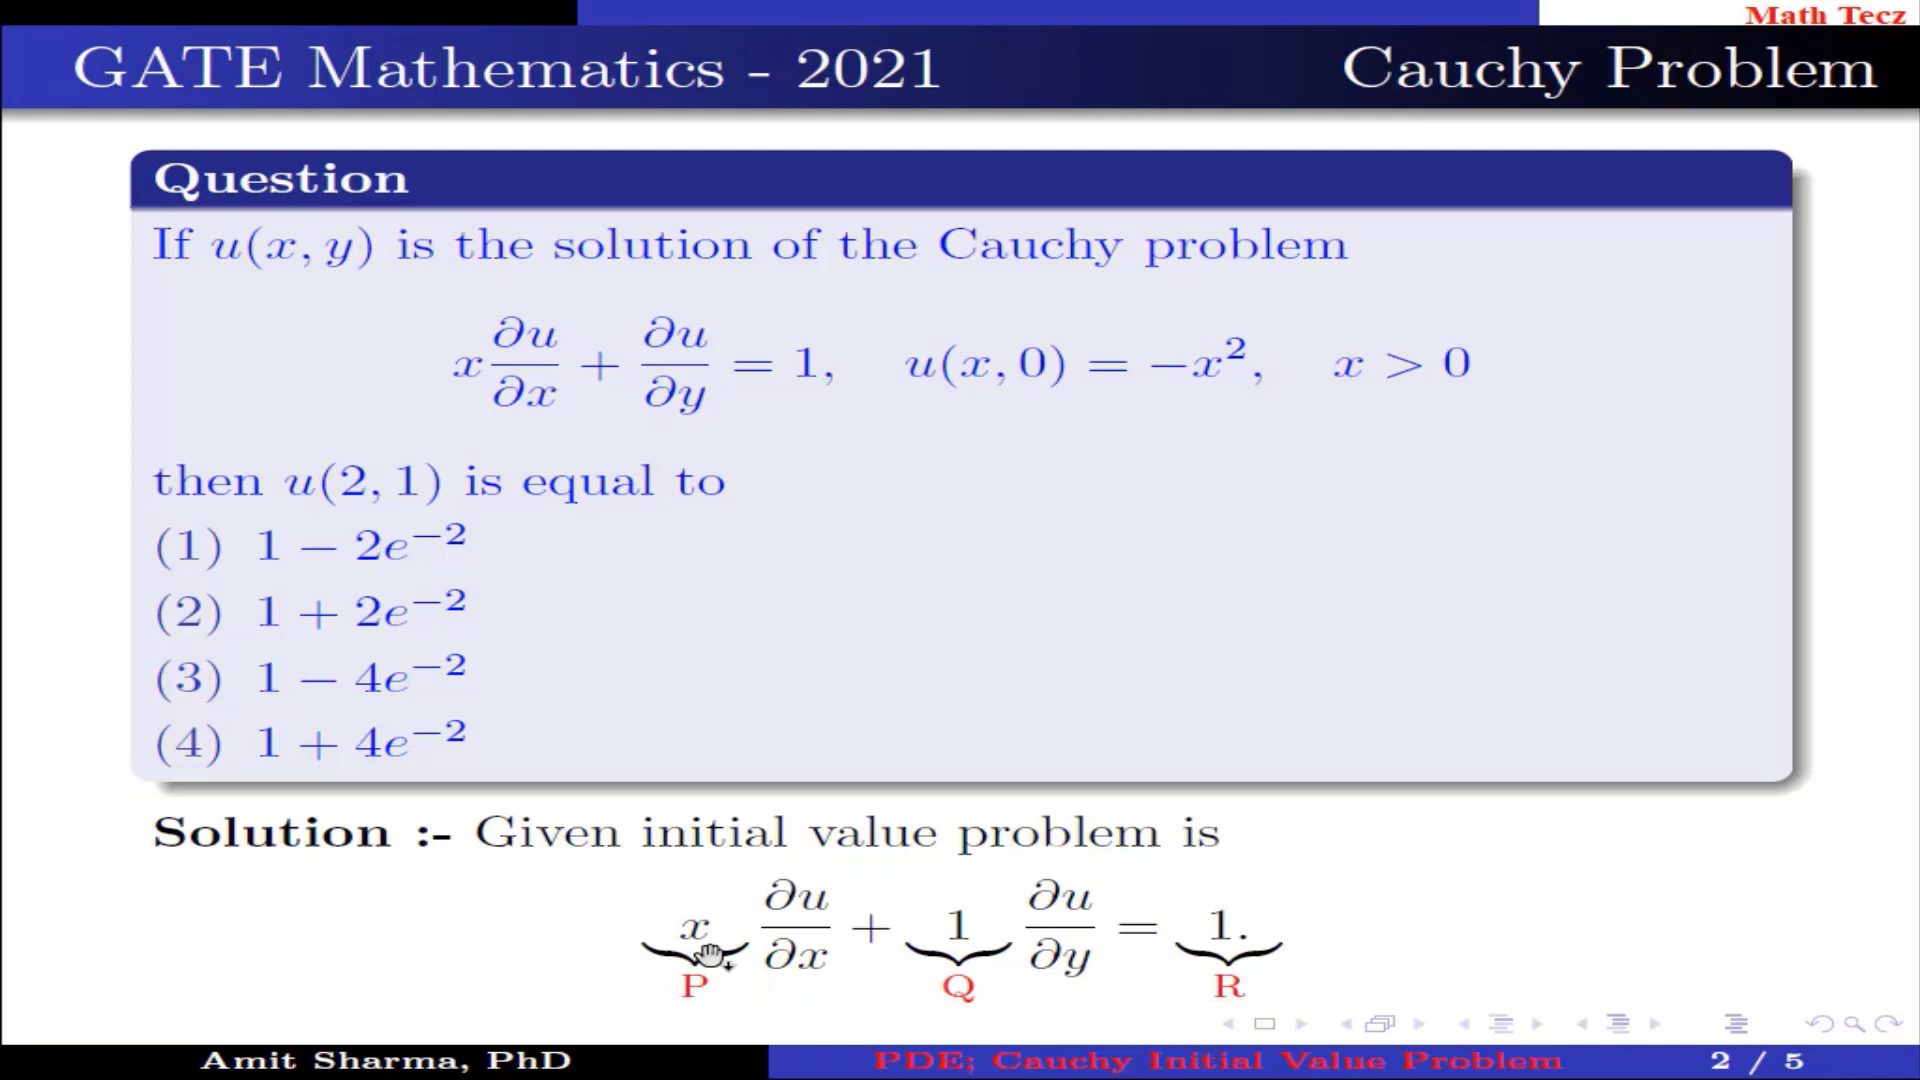 Math Tecz
GATE Mathematics - 2021 Cauchy Problem
Question
If u(x, y) is the solution of the Cauchy problem
x ∂u/∂x + ∂u/∂y = 1, u(x, 0) = −x², x > 0
then u(2, 1) is equal to
(1) 1 − 2e⁻²
(2) 1 + 2e⁻²
(3) 1 − 4e⁻²
(4) 1 + 4e⁻²
Solution :- Given initial value problem is
x ∂u/∂x + 1 ∂u/∂y = 1.
P Q R
Amit Sharma, PhD PDE; Cauchy Initial Value Problem 2 / 5